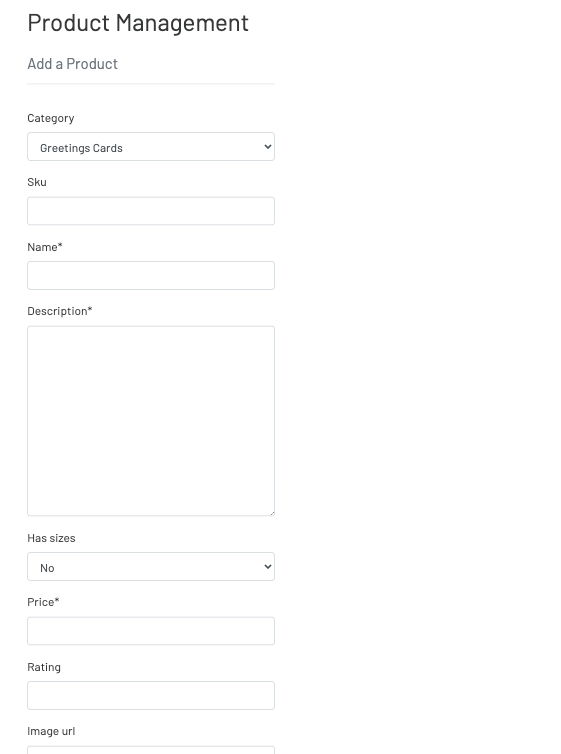 Product Management
Add a Product
Category
Greetings Cards
Sku
Name*
Description*
Has sizes
No
Price*
Rating
Image url